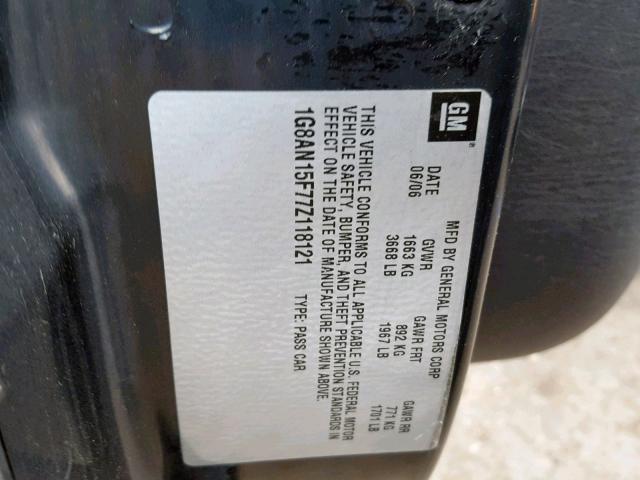 GM®
MFD BY GENERAL MOTORS CORP
DATE GVWR GAWR FRT GAWR RR
06/06 1663 KG 892 KG 771 KG
3668 LB 1967 LB 1701 LB
THIS VEHICLE CONFORMS TO ALL APPLICABLE U.S. FEDERAL MOTOR
VEHICLE SAFETY, BUMPER, AND THEFT PREVENTION STANDARDS IN
EFFECT ON THE DATE OF MANUFACTURE SHOWN ABOVE.
1G8AN15F77Z118121 TYPE: PASS CAR